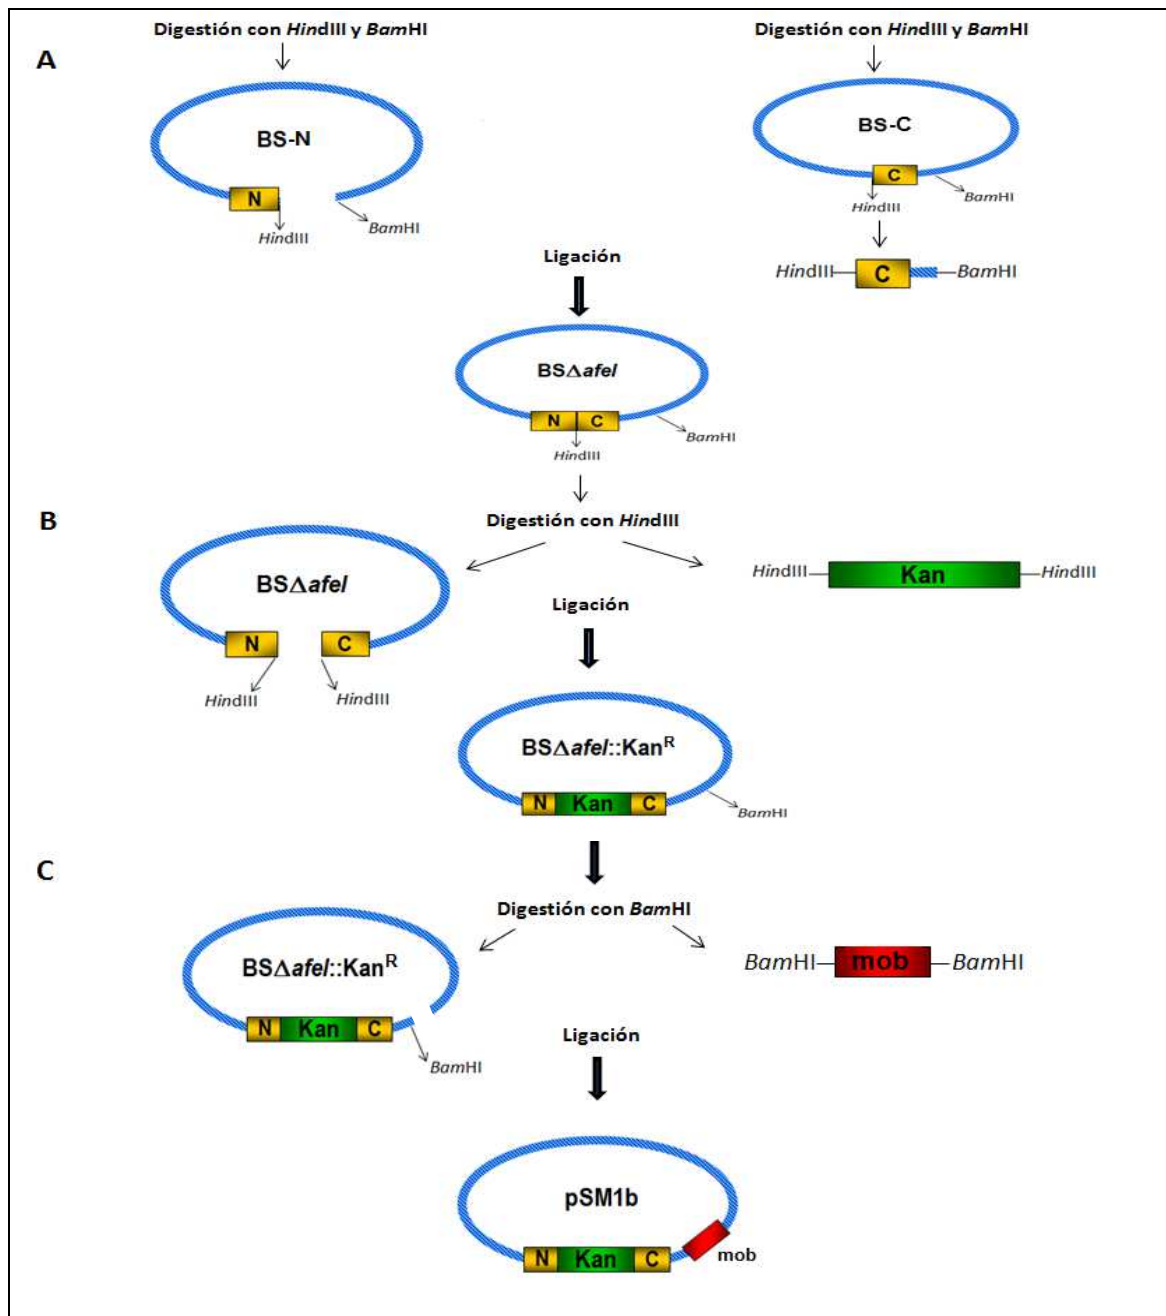 Digestión con HindIII y BamHI
Digestión con HindIII y BamHI
A
BS-N
BS-C
N
C
HindIII
BamHI
HindIII
BamHI
Ligación
HindIII
C
BamHI
BSΔafeI
N C
BamHI
HindIII
B
Digestión con HindIII
BSΔafeI
HindIII
Kan
HindIII
Ligación
N
C
HindIII
HindIII
BSΔafeI::Kan^R
N Kan C
BamHI
C
Digestión con BamHI
BSΔafeI::Kan^R
BamHI
mob
BamHI
N Kan C
Ligación
BamHI
pSM1b
N Kan C
mob